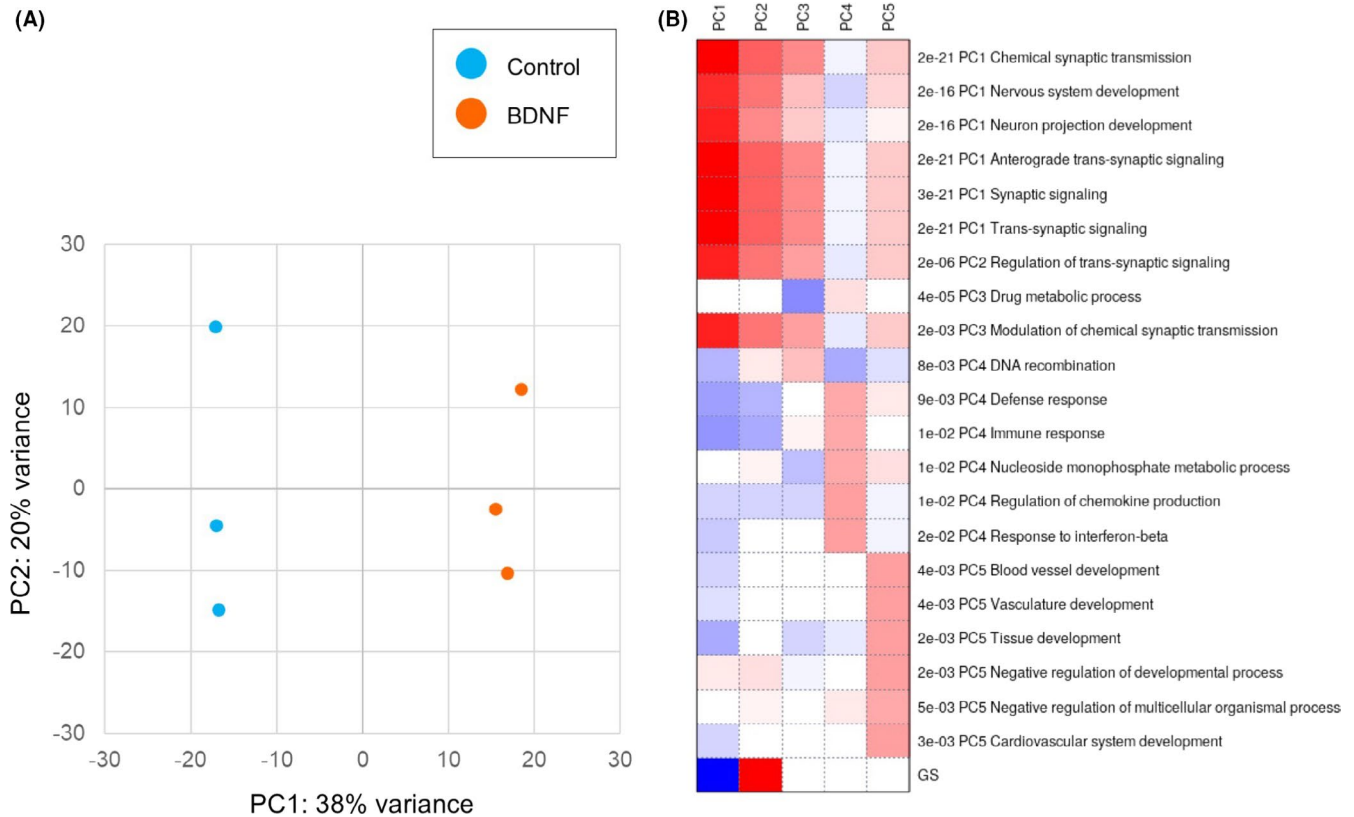 (A)
Control
BDNF
30
20
10
0
-10
-20
-30
-30
-20
-10
0
10
20
30
PC2: 20% variance
PC1: 38% variance
(B)
PC1
PC2
PC3
PC4
PC5
2e-21 PC1 Chemical synaptic transmission
2e-16 PC1 Nervous system development
2e-16 PC1 Neuron projection development
2e-21 PC1 Anterograde trans-synaptic signaling
3e-21 PC1 Synaptic signaling
2e-21 PC1 Trans-synaptic signaling
2e-06 PC2 Regulation of trans-synaptic signaling
4e-05 PC3 Drug metabolic process
2e-03 PC3 Modulation of chemical synaptic transmission
8e-03 PC4 DNA recombination
9e-03 PC4 Defense response
1e-02 PC4 Immune response
1e-02 PC4 Nucleoside monophosphate metabolic process
1e-02 PC4 Regulation of chemokine production
2e-02 PC4 Response to interferon-beta
4e-03 PC5 Blood vessel development
4e-03 PC5 Vasculature development
2e-03 PC5 Tissue development
2e-03 PC5 Negative regulation of developmental process
5e-03 PC5 Negative regulation of multicellular organismal process
3e-03 PC5 Cardiovascular system development
GS